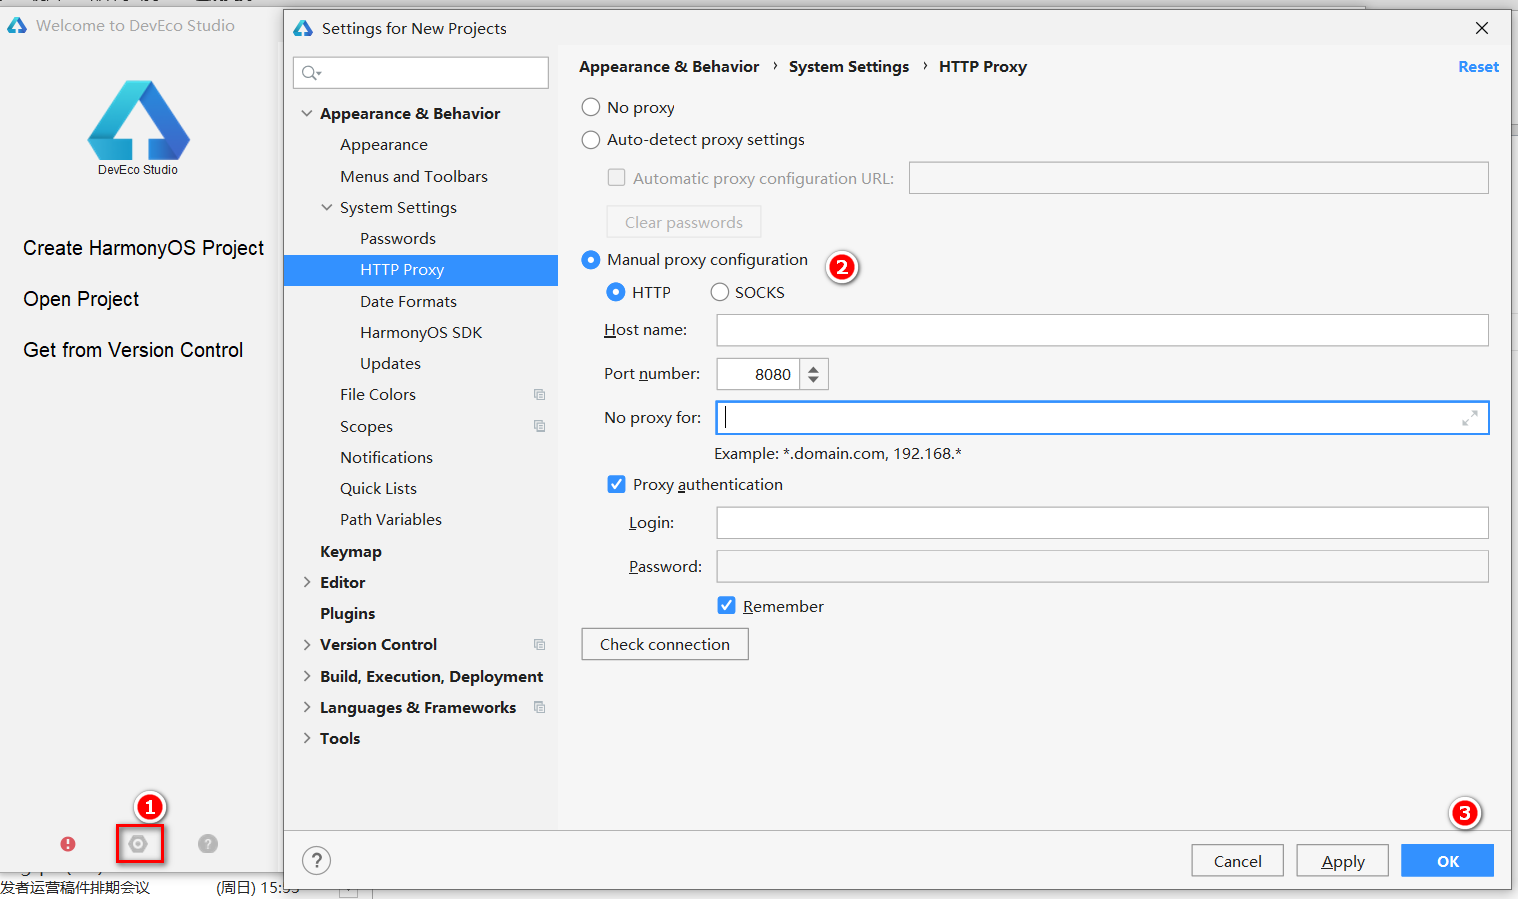 Welcome to DevEco Studio
DevEco Studio
Create HarmonyOS Project
Open Project
Get from Version Control
1
!
?
发者运营稿件排期会议
(周日)
Settings for New Projects
Appearance & Behavior
Appearance
Menus and Toolbars
System Settings
Passwords
HTTP Proxy
Date Formats
HarmonyOS SDK
Updates
File Colors
Scopes
Notifications
Quick Lists
Path Variables
Keymap
Editor
Plugins
Version Control
Build, Execution, Deployment
Languages & Frameworks
Tools
Appearance & Behavior › System Settings › HTTP Proxy
Reset
No proxy
Auto-detect proxy settings
Automatic proxy configuration URL:
Clear passwords
Manual proxy configuration
2
HTTP
SOCKS
Host name:
Port number:
8080
No proxy for:
Example: *.domain.com, 192.168.*
Proxy authentication
Login:
Password:
Remember
Check connection
3
?
Cancel
Apply
OK